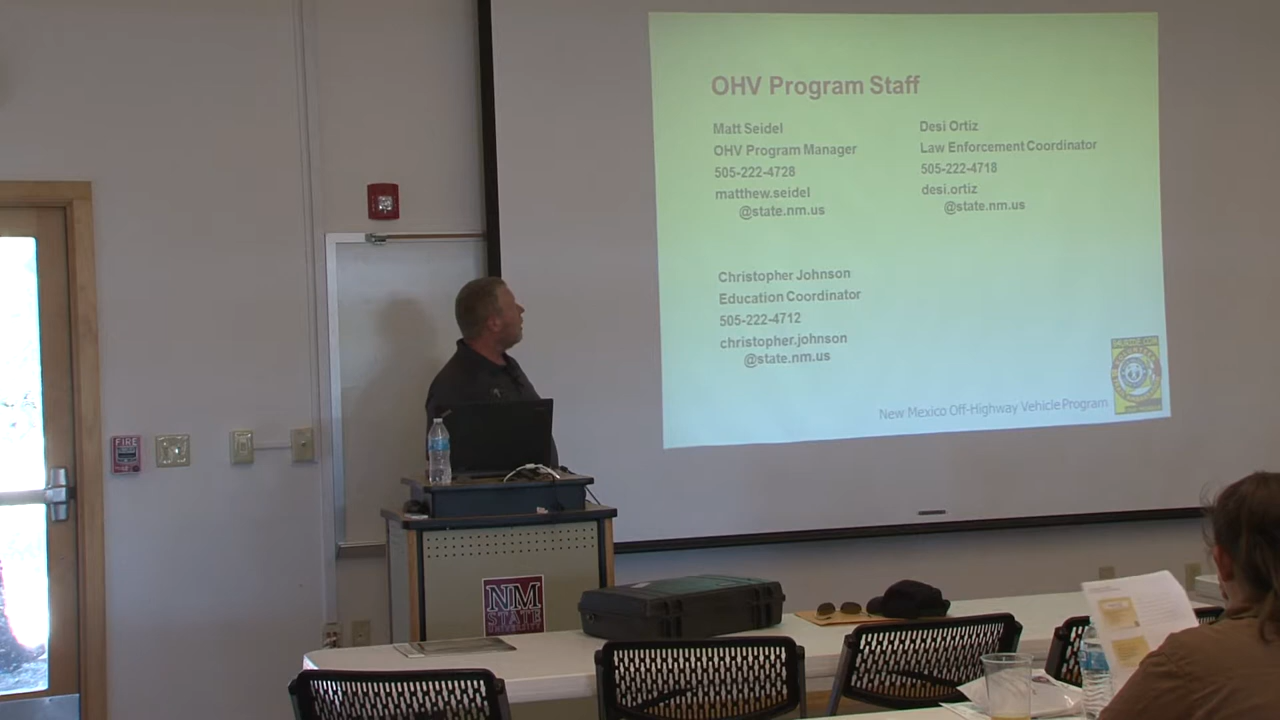 OHV Program Staff
Matt Seidel
OHV Program Manager
505-222-4728
matthew.seidel
@state.nm.us
Desi Ortiz
Law Enforcement Coordinator
505-222-4718
desi.ortiz
@state.nm.us
Christopher Johnson
Education Coordinator
505-222-4712
christopher.johnson
@state.nm.us
New Mexico Off-Highway Vehicle Program
FIRE
NM
STATE
UNIVERSITY